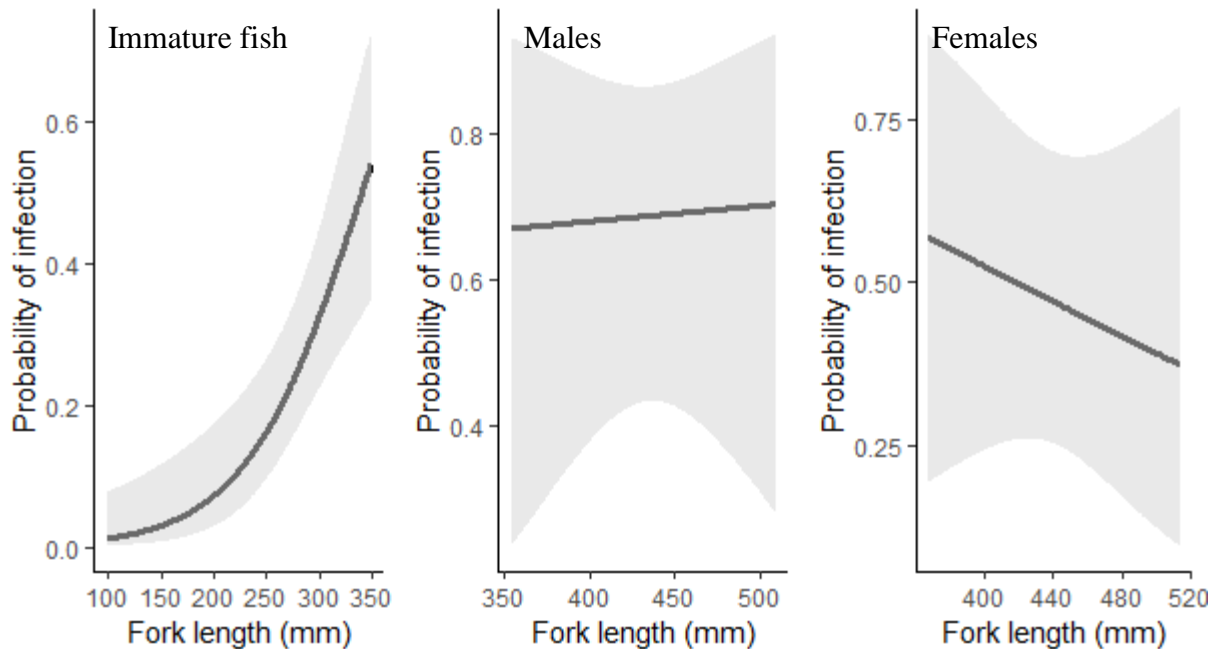 Immature fish
Probability of infection
0.6
0.4
0.2
0.0
100 150 200 250 300 350
Fork length (mm)
Males
Probability of infection
0.8
0.6
0.4
350 400 450 500
Fork length (mm)
Females
Probability of infection
0.75
0.50
0.25
400 440 480 520
Fork length (mm)